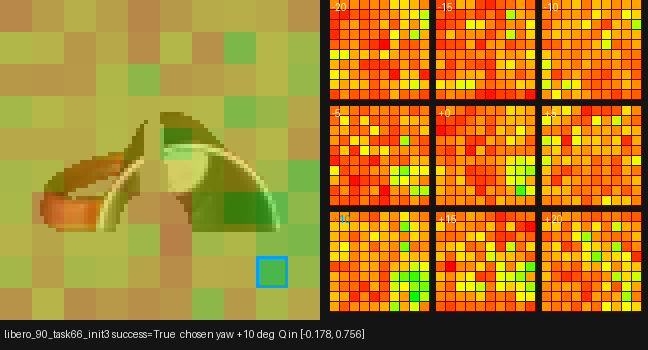 -20 -15 -10
-5 +0 +5
+15 +20
libero_90_task66_init3 success=True chosen yaw +10 deg Q in [-0.178, 0.756]